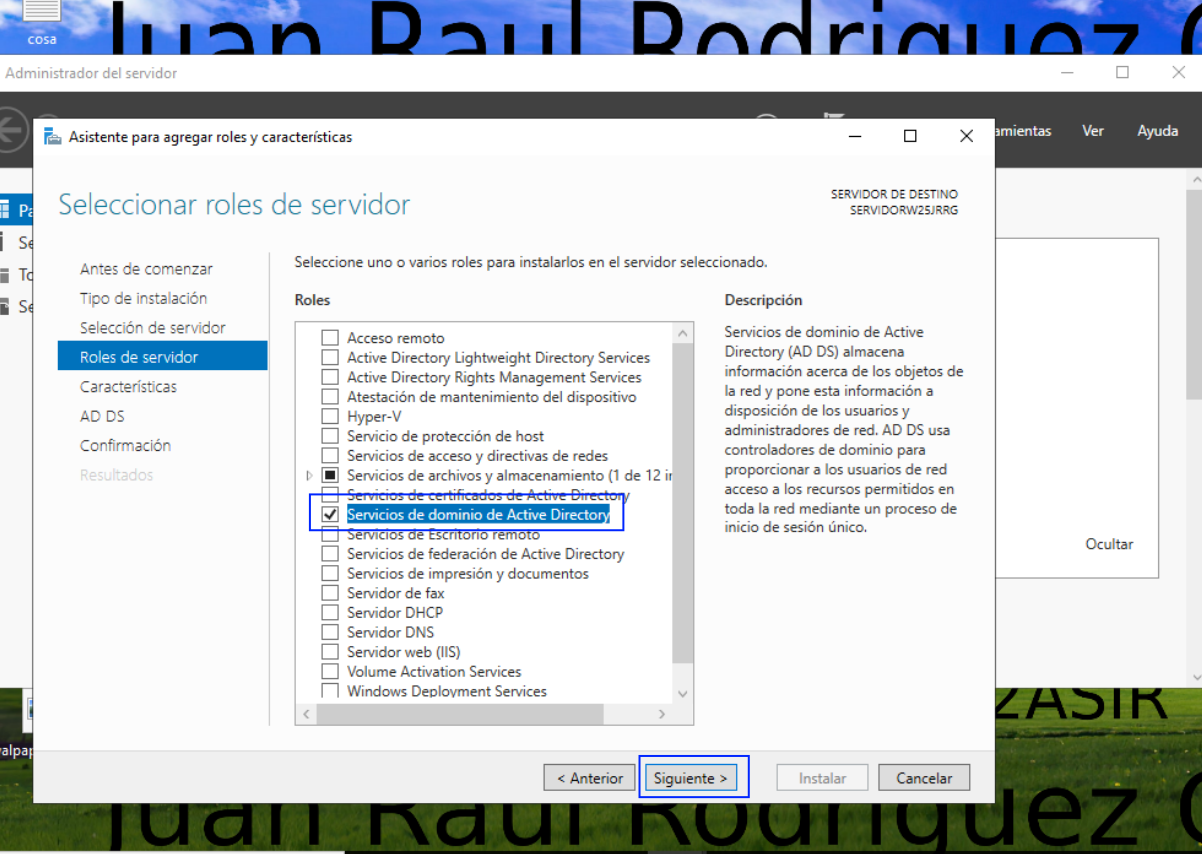 cosa
Juan Raul Rodriguez
Administrador del servidor
Asistente para agregar roles y características
Ver
Ayuda
Seleccionar roles de servidor
SERVIDOR DE DESTINO
SERVIDORW25JRRG
Antes de comenzar
Tipo de instalación
Selección de servidor
Roles de servidor
Características
AD DS
Confirmación
Resultados
Seleccione uno o varios roles para instalarlos en el servidor seleccionado.
Roles
Acceso remoto
Active Directory Lightweight Directory Services
Active Directory Rights Management Services
Atestación de mantenimiento del dispositivo
Hyper-V
Servicio de protección de host
Servicios de acceso y directivas de redes
Servicios de archivos y almacenamiento (1 de 12 in
Servicios de certificados de Active Directory
Servicios de dominio de Active Directory
Servicios de Escritorio remoto
Servicios de federación de Active Directory
Servicios de impresión y documentos
Servidor de fax
Servidor DHCP
Servidor DNS
Servidor web (IIS)
Volume Activation Services
Windows Deployment Services
Descripción
Servicios de dominio de Active
Directory (AD DS) almacena
información acerca de los objetos de
la red y pone esta información a
disposición de los usuarios y
administradores de red. AD DS usa
controladores de dominio para
proporcionar a los usuarios de red
acceso a los recursos permitidos en
toda la red mediante un proceso de
inicio de sesión único.
Ocultar
2ASIR
< Anterior
Siguiente >
Instalar
Cancelar
Juan Raul Rodriguez